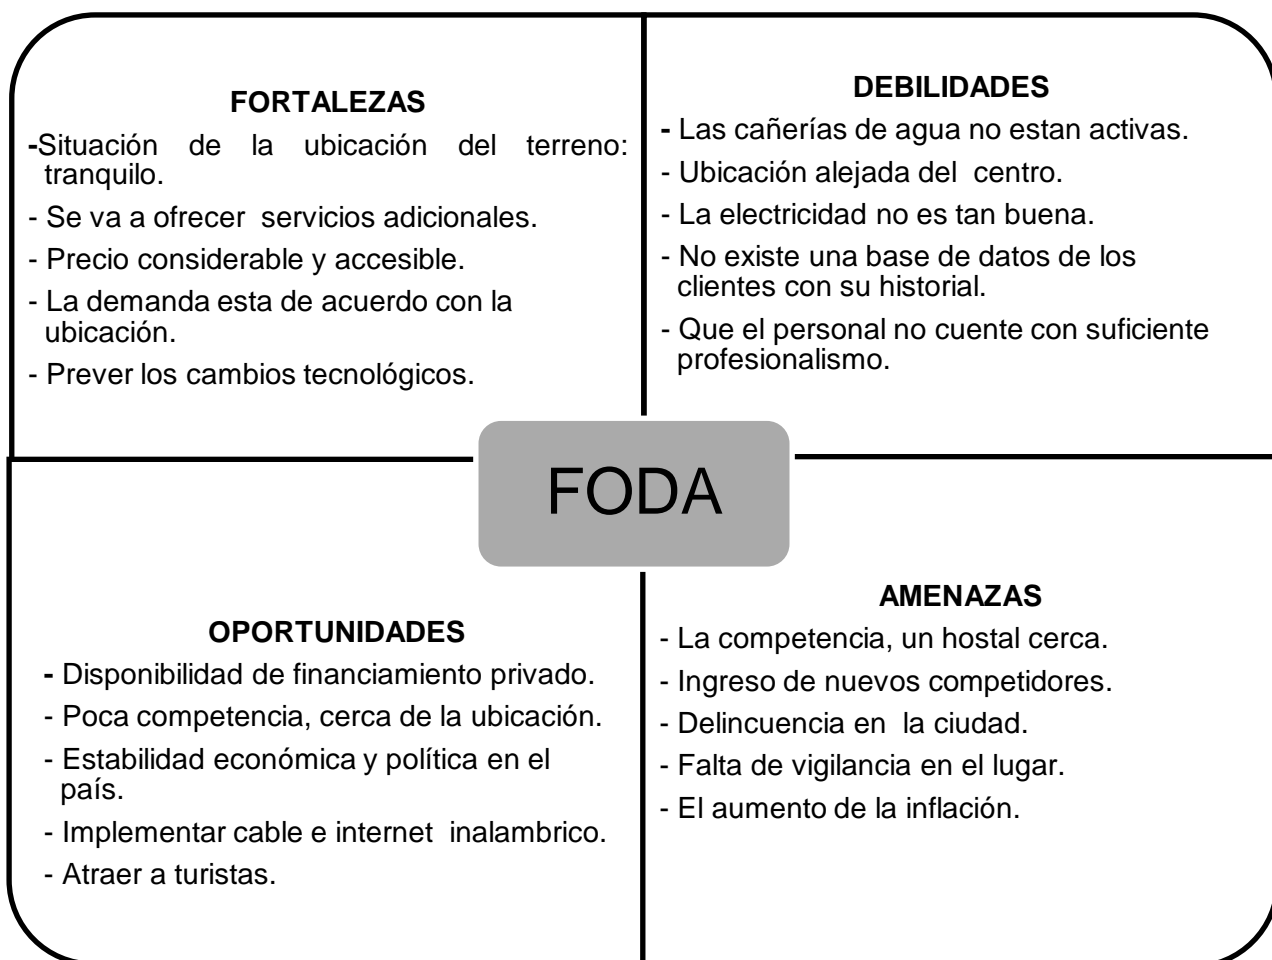 FORTALEZAS
-Situación de la ubicación del terreno:
tranquilo.
- Se va a ofrecer servicios adicionales.
- Precio considerable y accesible.
- La demanda esta de acuerdo con la
ubicación.
- Prever los cambios tecnológicos.
DEBILIDADES
- Las cañerías de agua no estan activas.
- Ubicación alejada del centro.
- La electricidad no es tan buena.
- No existe una base de datos de los
clientes con su historial.
- Que el personal no cuente con suficiente
profesionalismo.
FODA
OPORTUNIDADES
- Disponibilidad de financiamiento privado.
- Poca competencia, cerca de la ubicación.
- Estabilidad económica y política en el
país.
- Implementar cable e internet inalambrico.
- Atraer a turistas.
AMENAZAS
- La competencia, un hostal cerca.
- Ingreso de nuevos competidores.
- Delincuencia en la ciudad.
- Falta de vigilancia en el lugar.
- El aumento de la inflación.